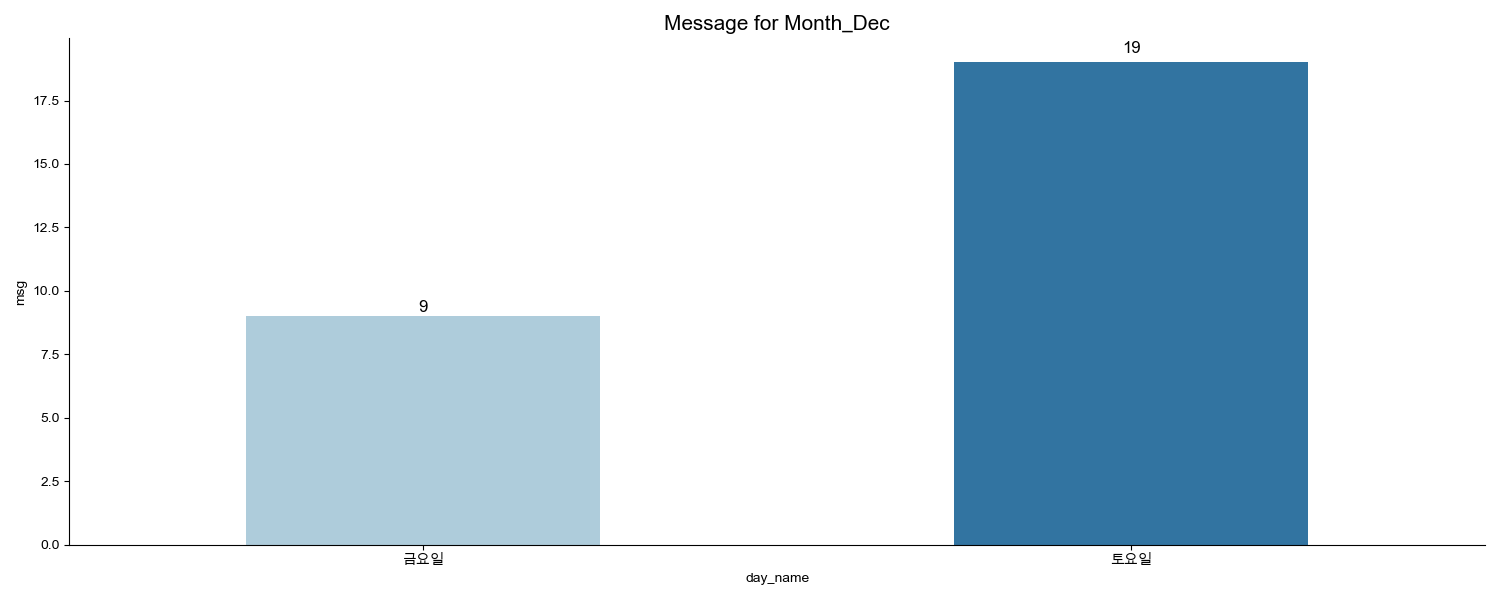 Message for Month_Dec
19
17.5
15.0
12.5
msg
10.0
9
7.5
5.0
2.5
0.0
금요일
토요일
day_name